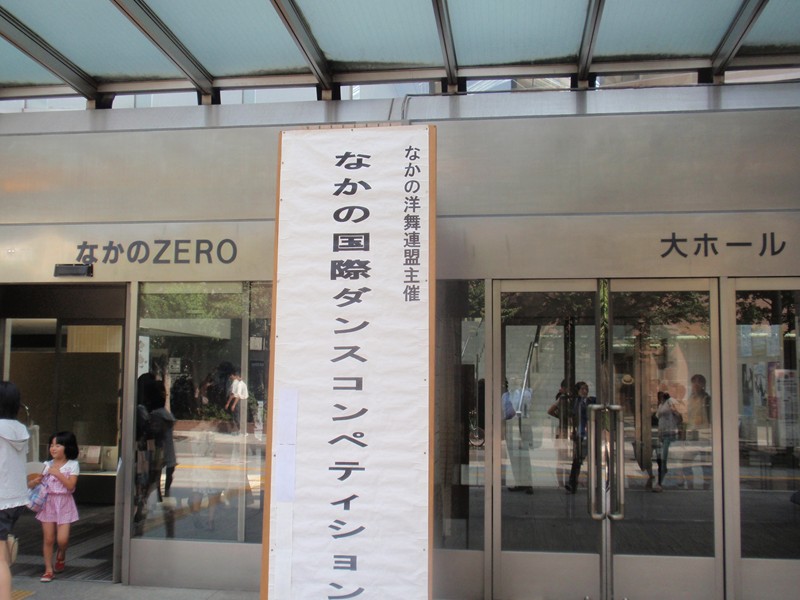 なかのZERO
なかの洋舞連盟主催
なかの国際ダンスコンペティション
大ホール